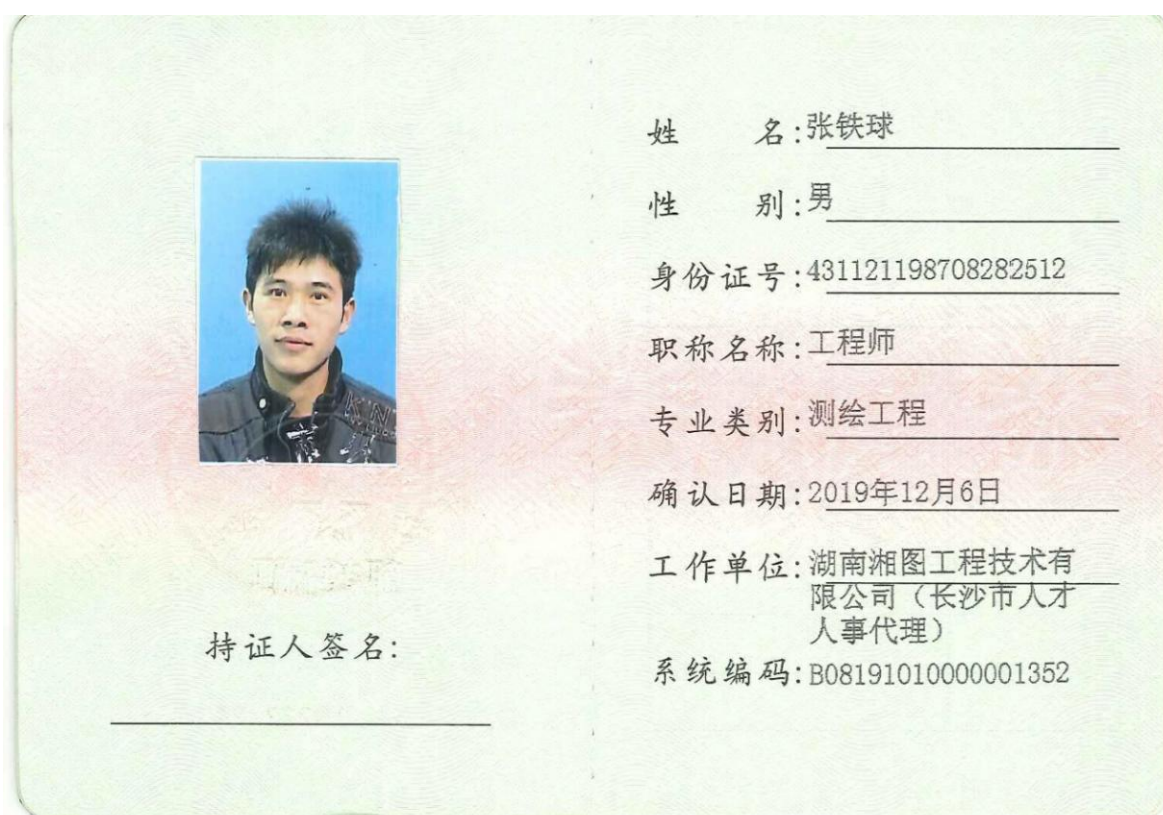 姓 名:张铁球
性 别:男
身份证号:431121198708282512
职称名称:工程师
专业类别:测绘工程
确认日期:2019年12月6日
工作单位:湖南湘图工程技术有
限公司（长沙市人才
人事代理）
系统编码:B08191010000001352
持证人签名: